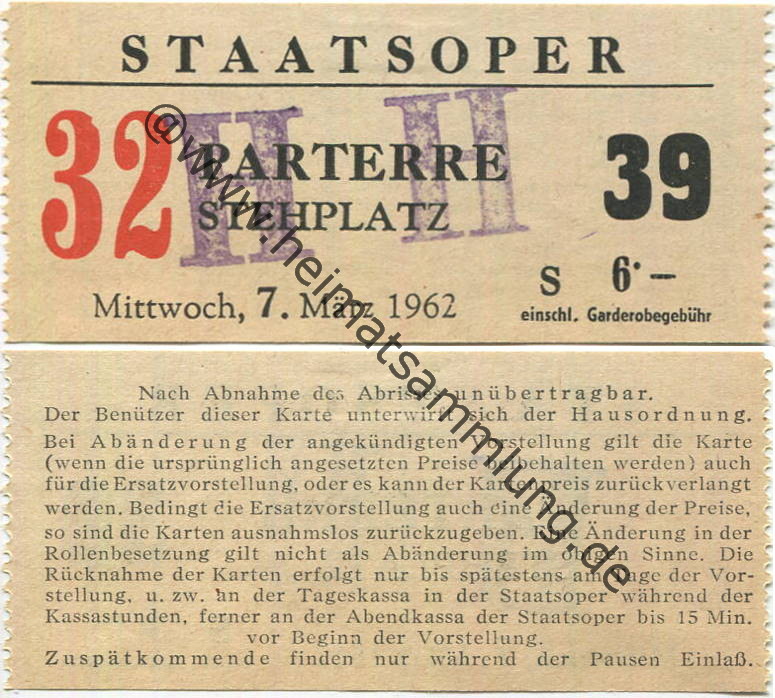 STAATSOPER
32 PARTERRE 39
H H
STEHPLATZ
S 6·—
Mittwoch, 7. März 1962
einschl. Garderobegebühr
@www.heimatsammlung.de
Nach Abnahme des Abrisses unübertragbar.
Der Benützer dieser Karte unterwirft sich der Hausordnung.
Bei Abänderung der angekündigten Vorstellung gilt die Karte
(wenn die ursprünglich angesetzten Preise beibehalten werden) auch
für die Ersatzvorstellung, oder es kann der Kartenpreis zurückverlangt
werden. Bedingt die Ersatzvorstellung auch eine Änderung der Preise,
so sind die Karten ausnahmslos zurückzugeben. Eine Änderung in der
Rollenbesetzung gilt nicht als Abänderung im obigen Sinne. Die
Rücknahme der Karten erfolgt nur bis spätestens am Tage der Vor-
stellung, u. zw. an der Tageskassa in der Staatsoper während der
Kassastunden, ferner an der Abendkassa der Staatsoper bis 15 Min.
vor Beginn der Vorstellung.
Zuspätkommende finden nur während der Pausen Einlaß.